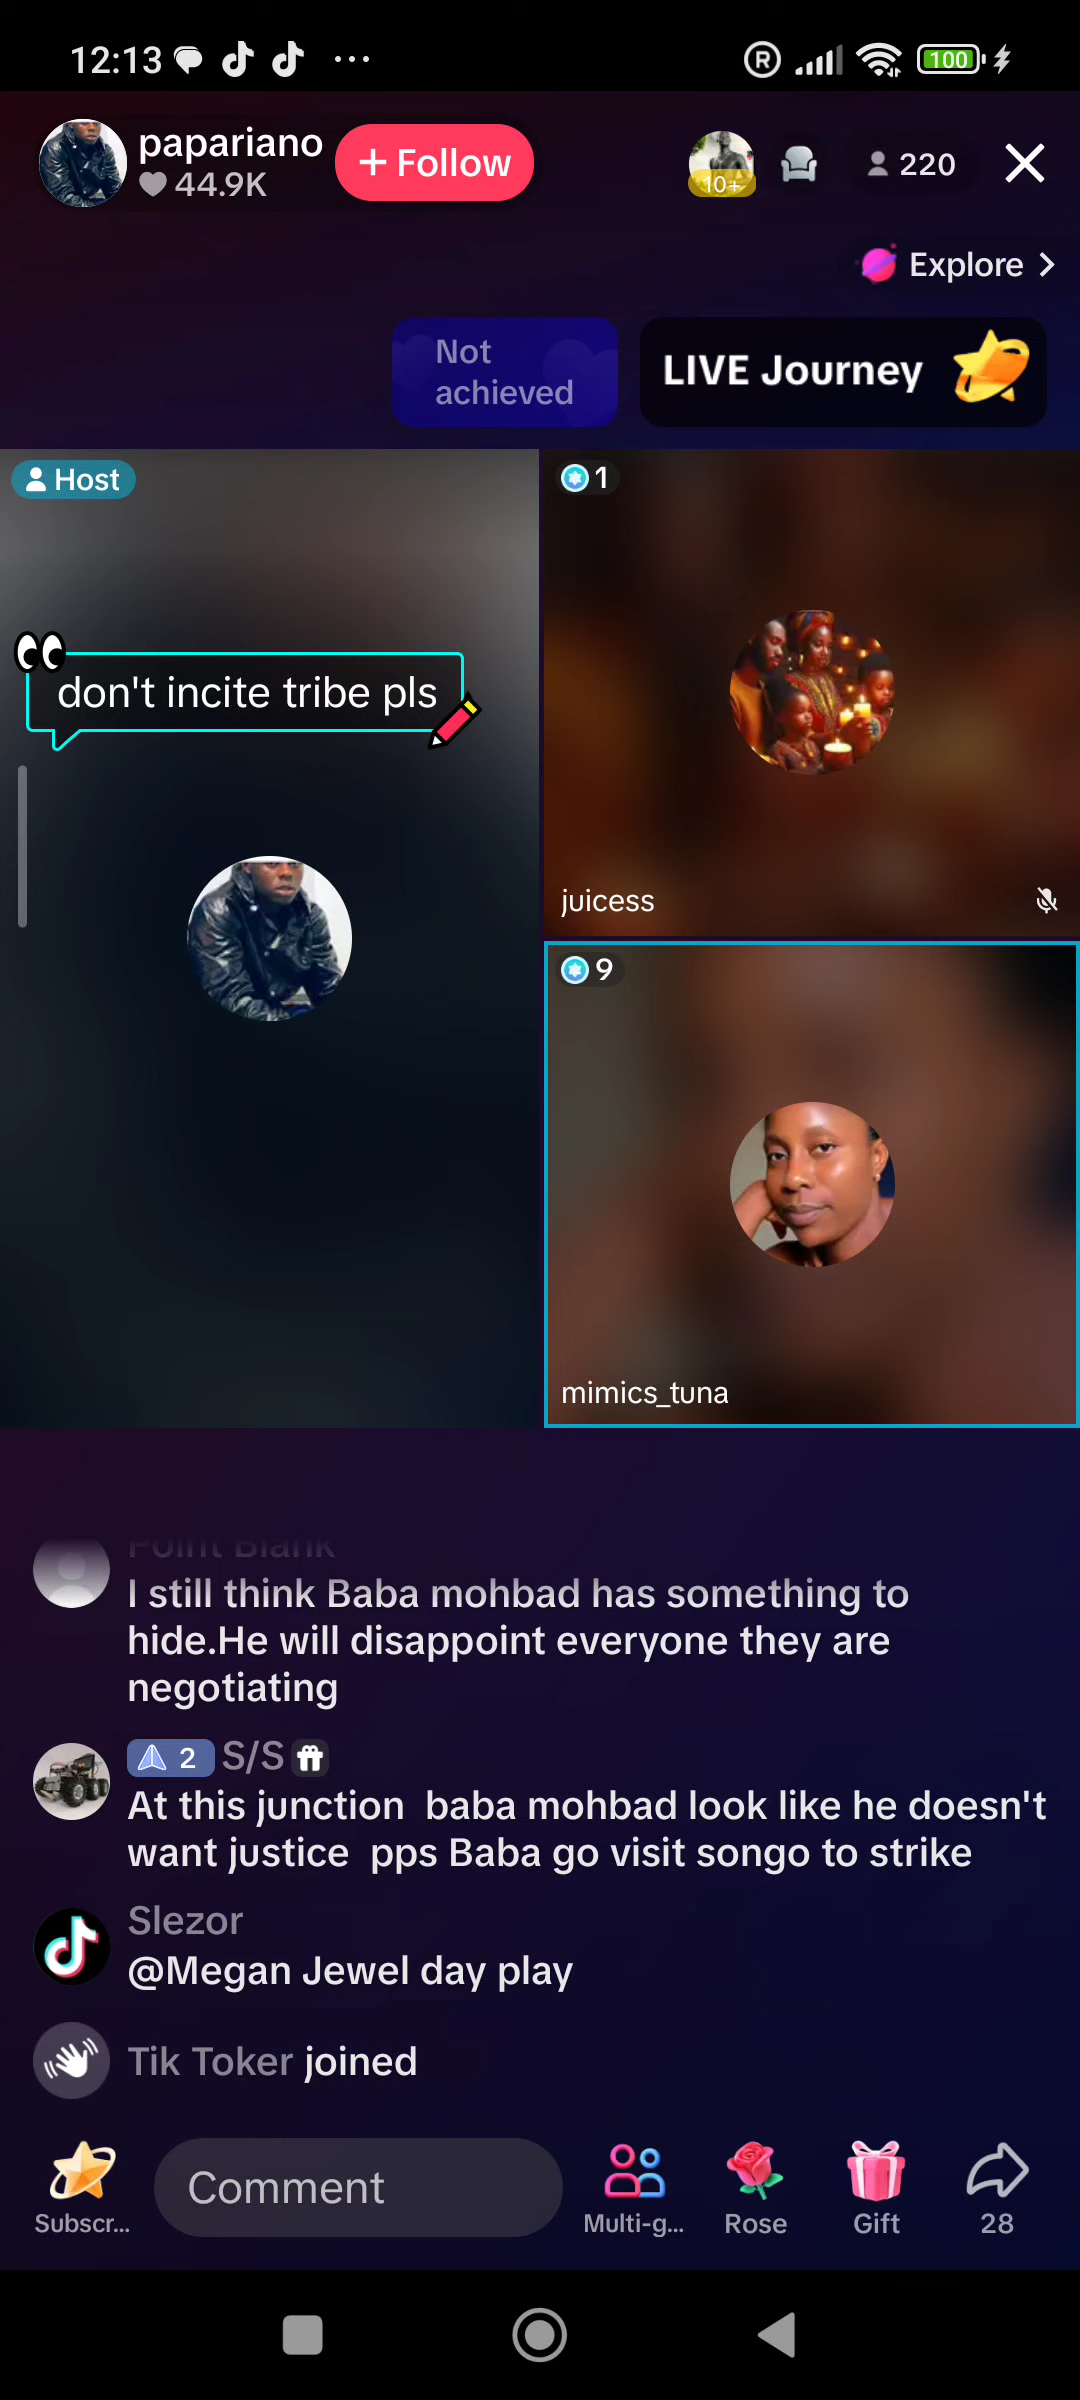 12:13
100
papariano
44.9K
+ Follow
10+
220
Explore
Not
achieved
LIVE Journey
Host
1
don't incite tribe pls
juicess
9
mimics_tuna
Point Blank
I still think Baba mohbad has something to
hide.He will disappoint everyone they are
negotiating
2 S/S
At this junction  baba mohbad look like he doesn't
want justice  pps Baba go visit songo to strike
Slezor
@Megan Jewel day play
Tik Toker joined
Subscr...
Comment
Multi-g...
Rose
Gift
28